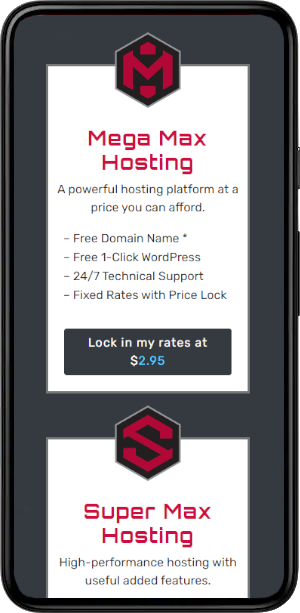 M
Mega Max
Hosting
A powerful hosting platform at a
price you can afford.
– Free Domain Name *
– Free 1-Click WordPress
– 24/7 Technical Support
– Fixed Rates with Price Lock
Lock in my rates at
$2.95
S
Super Max
Hosting
High-performance hosting with
useful added features.